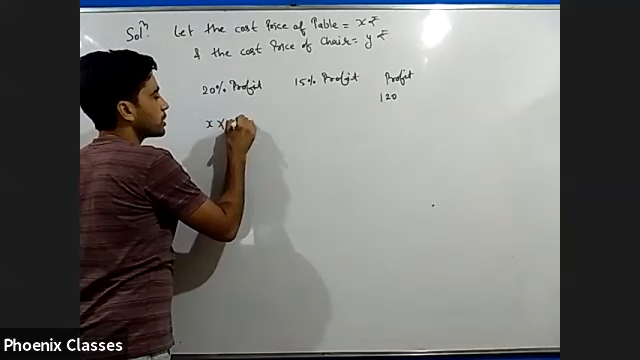 Solⁿ. Let the cost Price of Table = x ₹
& the cost Price of Chair = y ₹
20% Profit 15% Profit Profit
120
x ×
Phoenix Classes